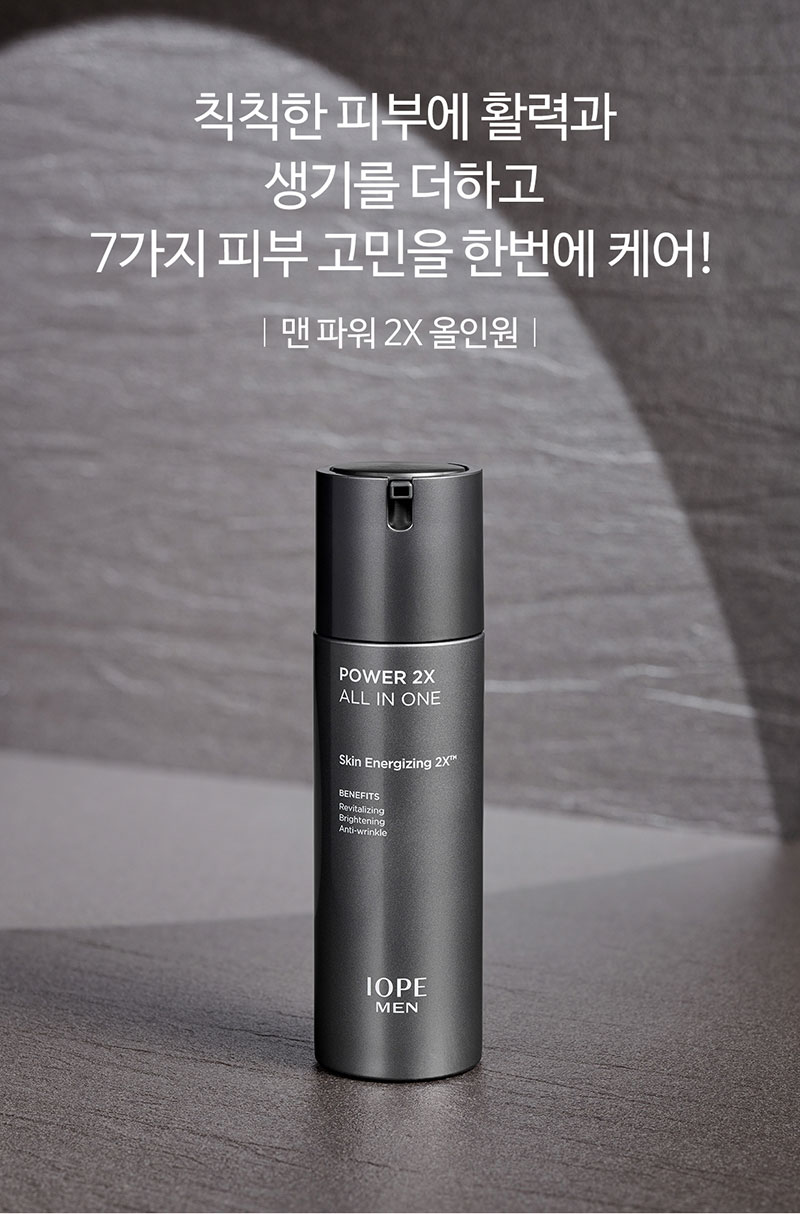 칙칙한 피부에 활력과
생기를 더하고
7가지 피부 고민을 한번에 케어!
| 맨 파워 2X 올인원 |
POWER 2X
ALL IN ONE
Skin Energizing 2X™
BENEFITS
Revitalizing
Brightening
Anti-wrinkle
IOPE
MEN